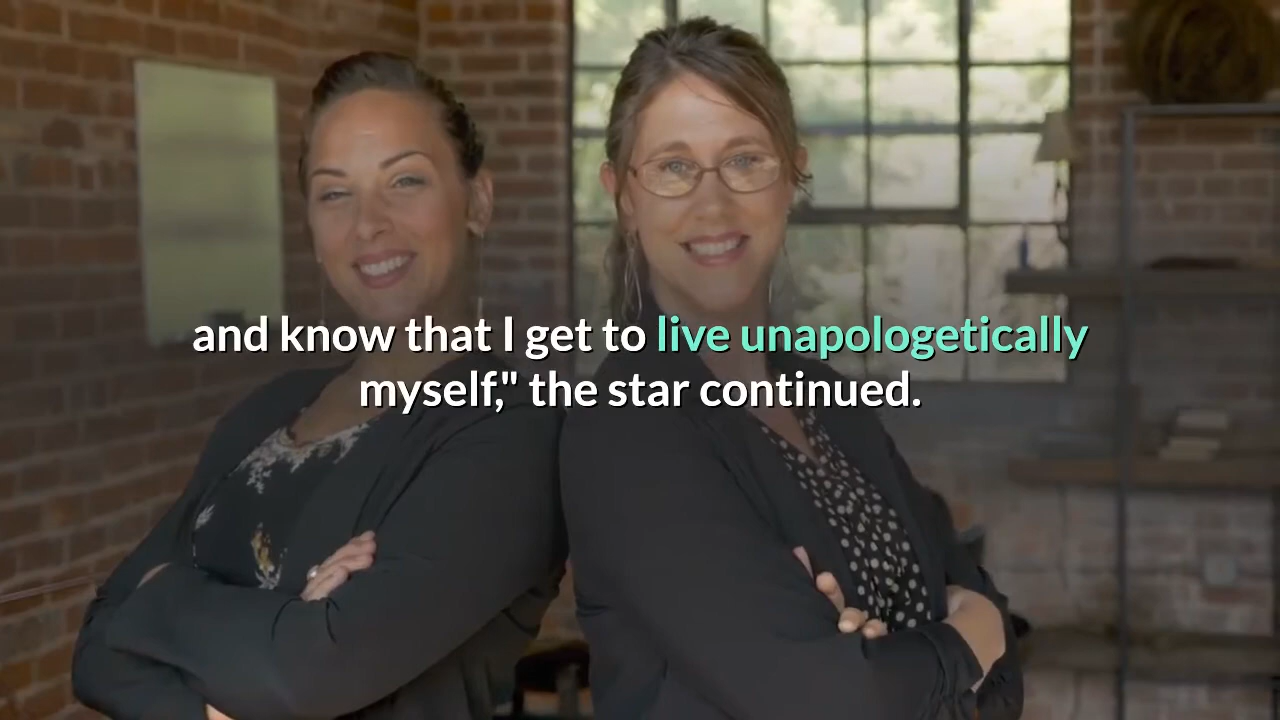 and know that I get to live unapologetically
myself," the star continued.